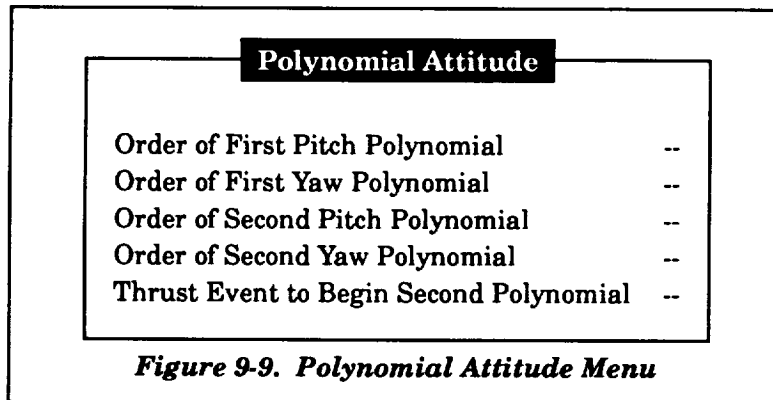 Polynomial Attitude
Order of First Pitch Polynomial --
Order of First Yaw Polynomial --
Order of Second Pitch Polynomial --
Order of Second Yaw Polynomial --
Thrust Event to Begin Second Polynomial --
Figure 9-9. Polynomial Attitude Menu